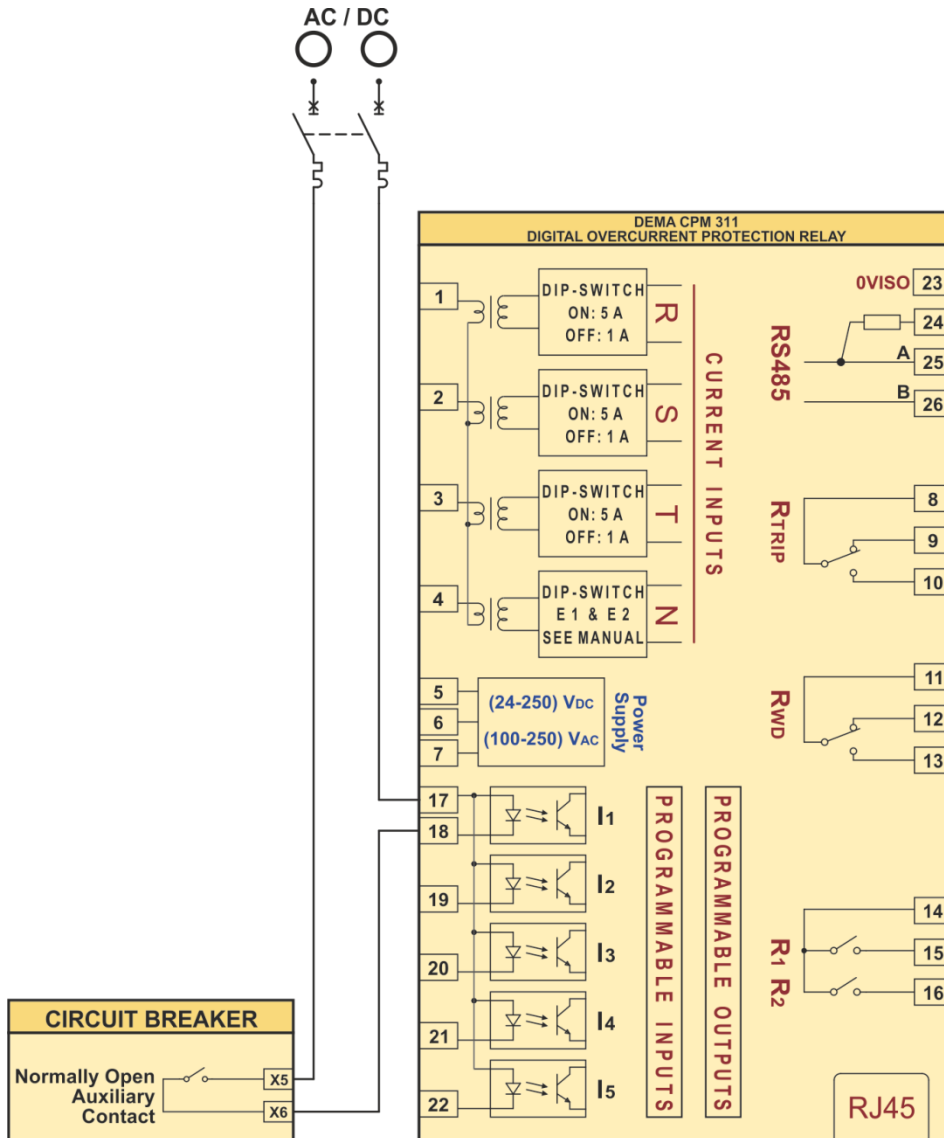 AC / DC
DEMA CPM 311
DIGITAL OVERCURRENT PROTECTION RELAY
1
DIP-SWITCH
ON: 5 A
OFF: 1 A
R
2
DIP-SWITCH
ON: 5 A
OFF: 1 A
S
3
DIP-SWITCH
ON: 5 A
OFF: 1 A
T
4
DIP-SWITCH
E 1 & E 2
SEE MANUAL
N
CURRENT INPUTS
5
6
7
(24-250) VDC
(100-250) VAC
Power
Supply
17
18
19
20
21
22
I1
I2
I3
I4
I5
PROGRAMMABLE INPUTS
PROGRAMMABLE OUTPUTS
0VISO
23
24
A
25
B
26
RS485
RTRIP
8
9
10
RWD
11
12
13
R1 R2
14
15
16
RJ45
CIRCUIT BREAKER
Normally Open
Auxiliary
Contact
X5
X6